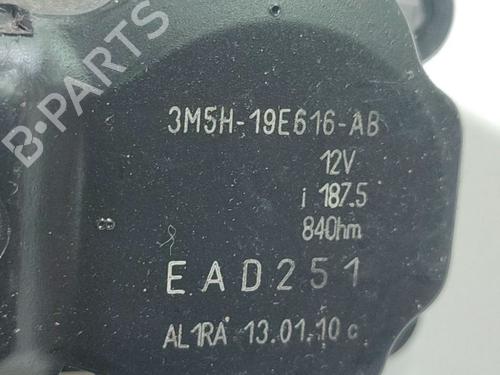 B-PARTS
3M5H-19E616-AB
12V
i 187.5
84Ohm
EAD251
AL1RA 13.01.10 c